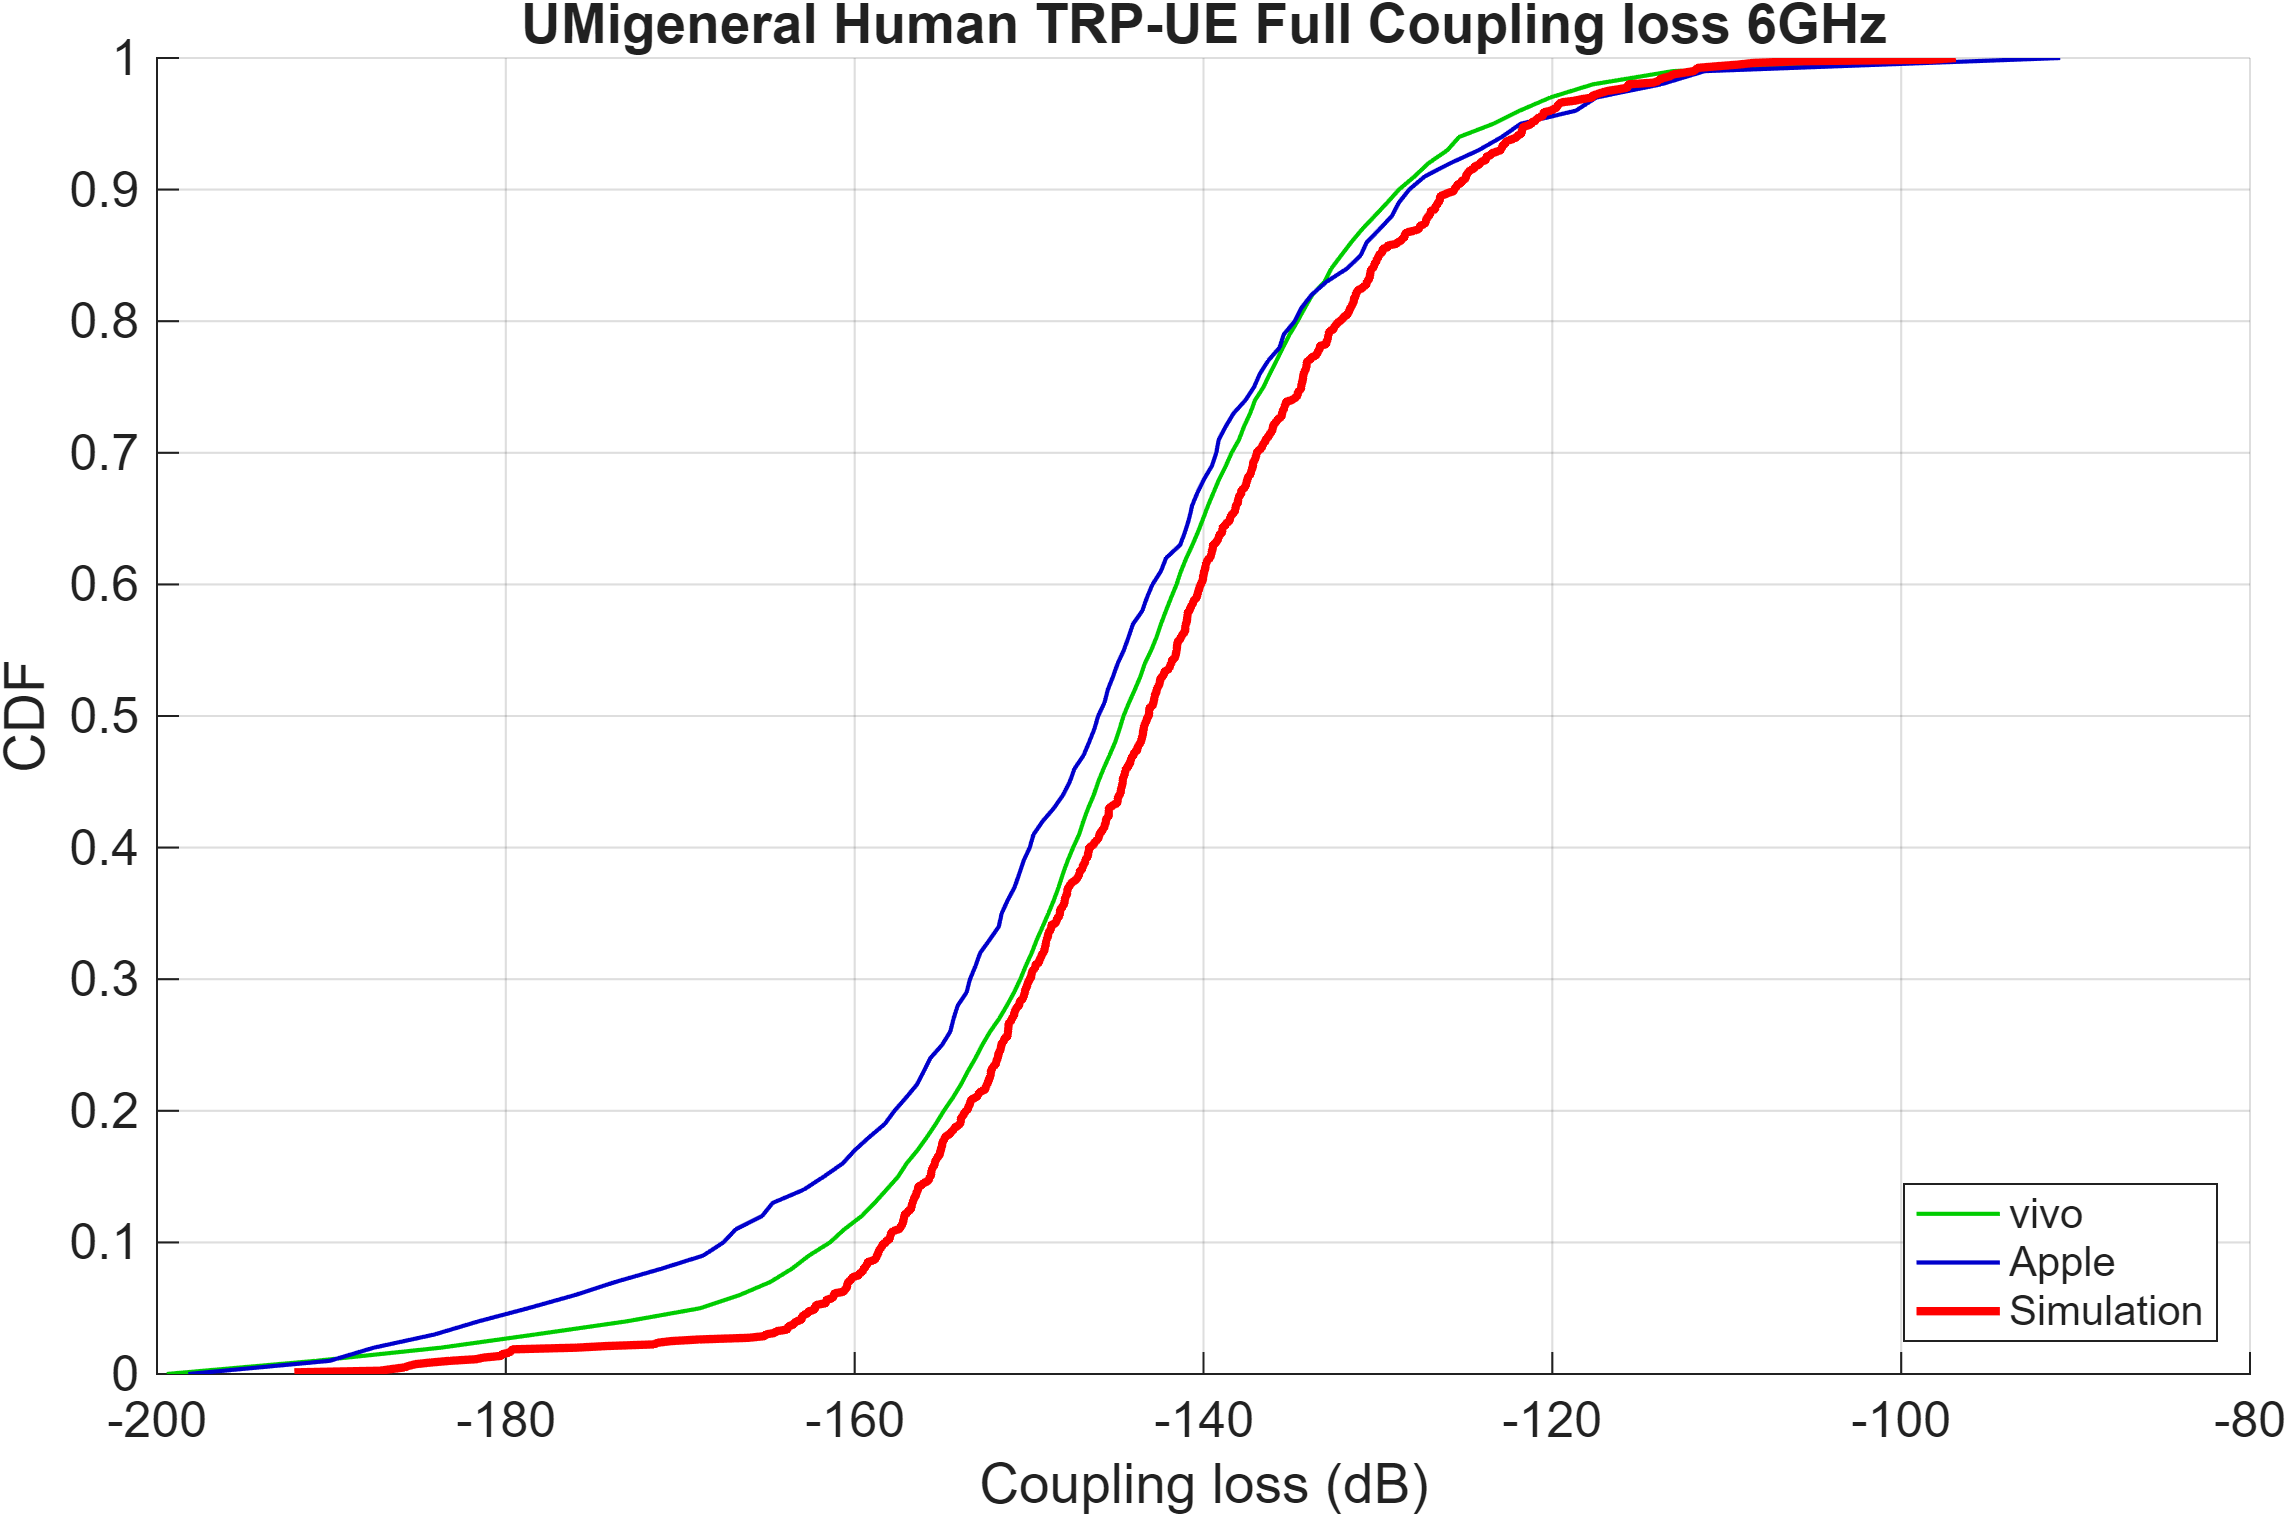 UMigeneral Human TRP-UE Full Coupling loss 6GHz
1
0.9
0.8
0.7
0.6
0.5
0.4
0.3
0.2
0.1
0
CDF
-200 -180 -160 -140 -120 -100 -80
Coupling loss (dB)
vivo
Apple
Simulation